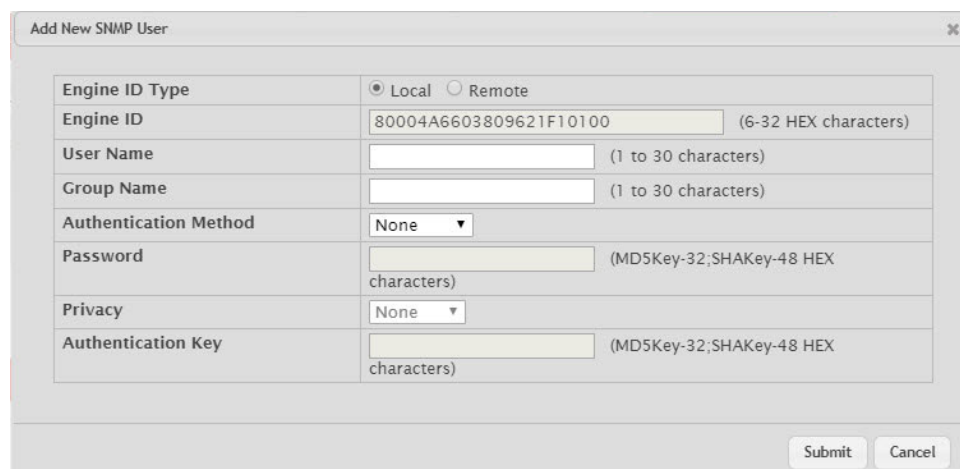 Add New SNMP User
Engine ID Type Local Remote
Engine ID 80004A6603809621F10100 (6-32 HEX characters)
User Name (1 to 30 characters)
Group Name (1 to 30 characters)
Authentication Method None
Password (MD5Key-32;SHAKey-48 HEX
characters)
Privacy None
Authentication Key (MD5Key-32;SHAKey-48 HEX
characters)
Submit Cancel